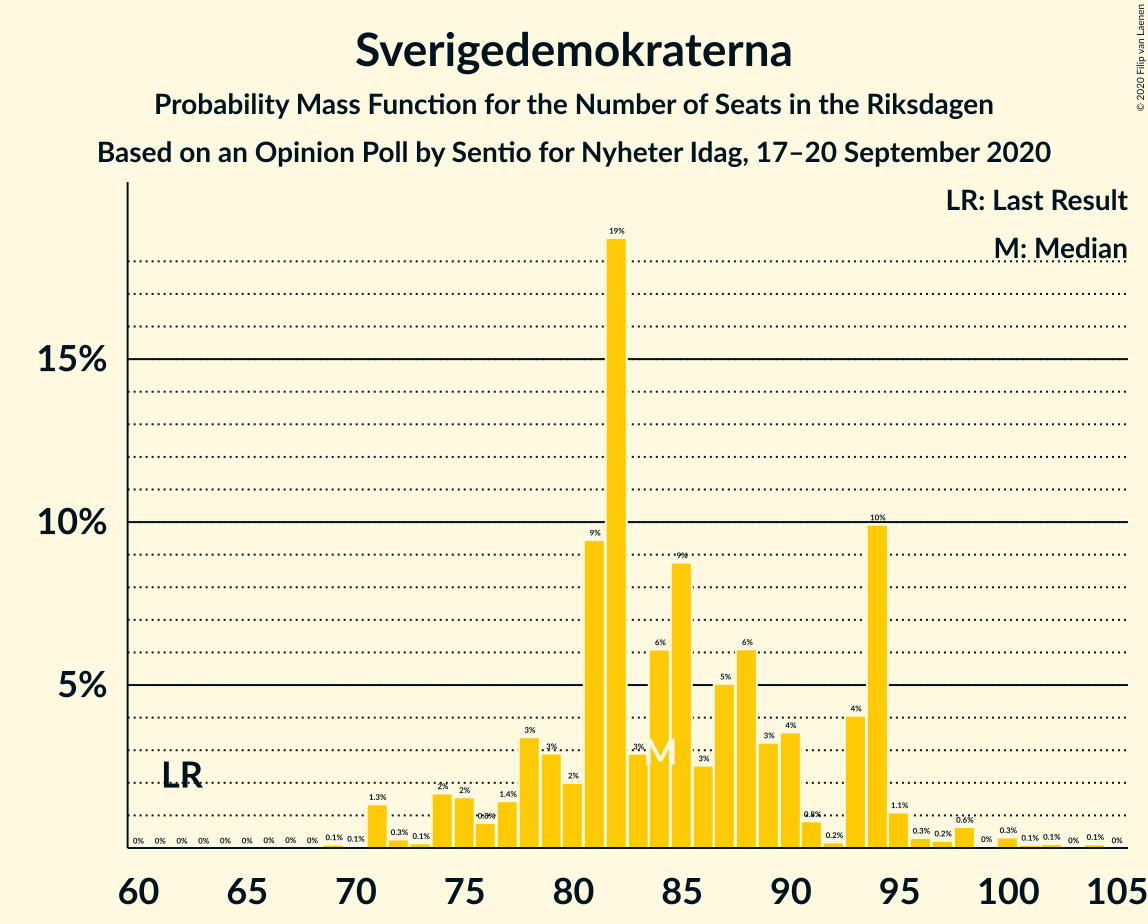 Sverigedemokraterna
Probability Mass Function for the Number of Seats in the Riksdagen
Based on an Opinion Poll by Sentio for Nyheter Idag, 17–20 September 2020
© 2020 Filip van Laenen
LR: Last Result
M: Median
15%
10%
5%
LR
M
0% 0% 0% 0% 0% 0% 0% 0% 0% 0.1% 0.1% 1.3% 0.3% 0.1% 2% 2% 0.8% 1.4% 3% 3% 2% 9% 19% 3% 6% 9% 3% 5% 6% 3% 4% 0.8% 0.2% 4% 10% 1.1% 0.3% 0.2% 0.6% 0% 0.3% 0.1% 0.1% 0% 0.1% 0%
60 65 70 75 80 85 90 95 100 105